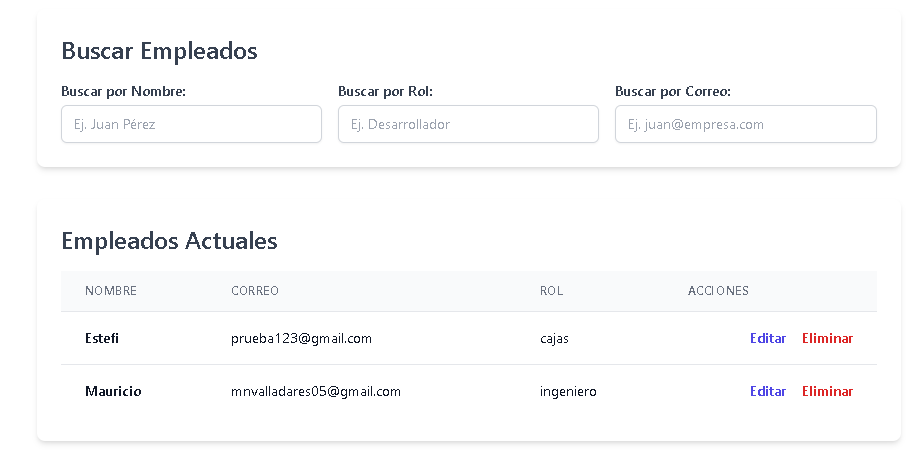 Buscar Empleados
Buscar por Nombre: Buscar por Rol: Buscar por Correo:
Ej. Juan Pérez Ej. Desarrollador Ej. juan@empresa.com
Empleados Actuales
NOMBRE CORREO ROL ACCIONES
Estefi prueba123@gmail.com cajas Editar Eliminar
Mauricio mnvalladares05@gmail.com ingeniero Editar Eliminar